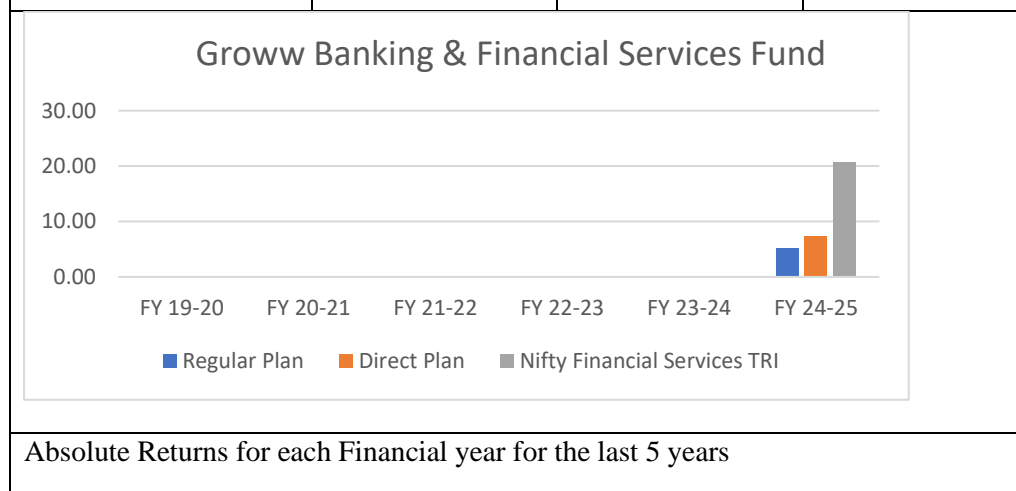 Groww Banking & Financial Services Fund
30.00
20.00
10.00
0.00
FY 19-20 FY 20-21 FY 21-22 FY 22-23 FY 23-24 FY 24-25
Regular Plan Direct Plan Nifty Financial Services TRI
Absolute Returns for each Financial year for the last 5 years